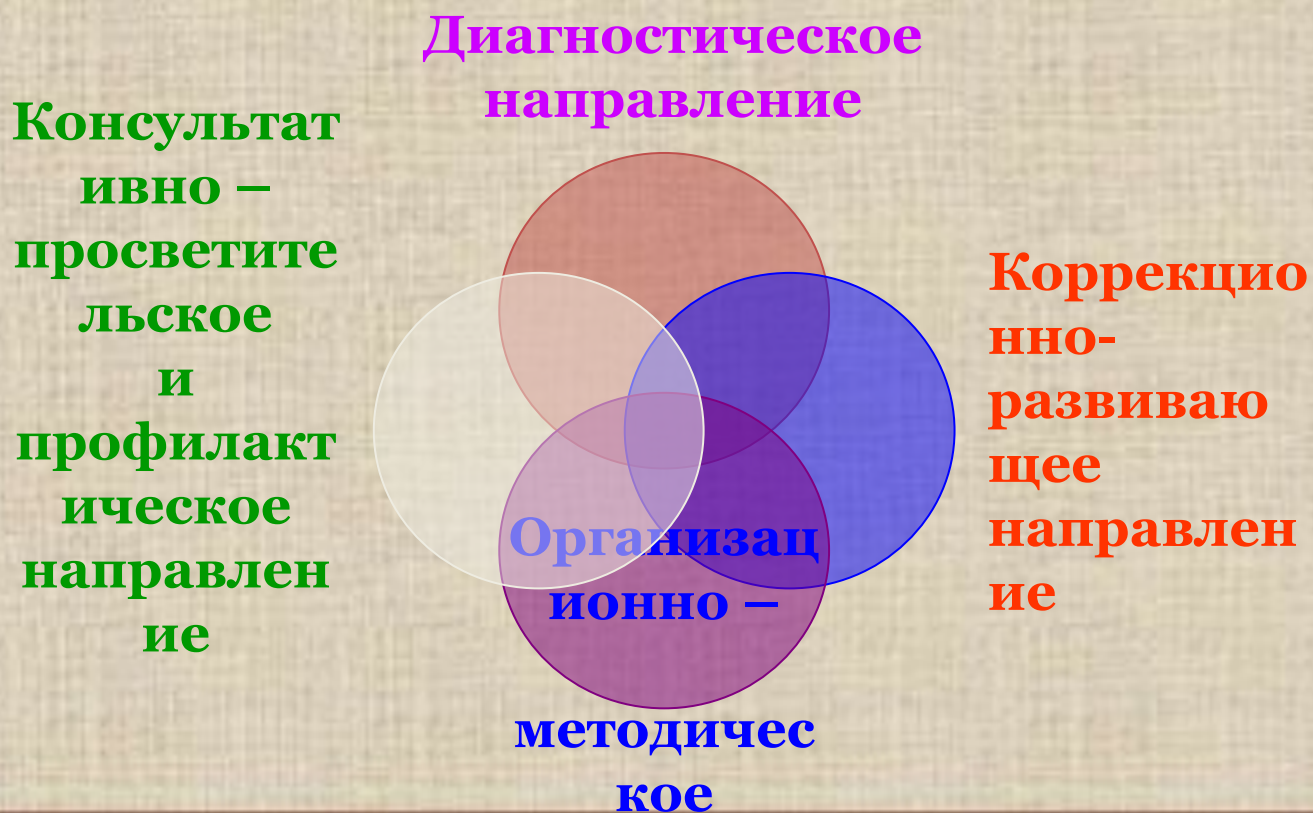 Диагностическое
направление
Консультат
ивно –
просветите
льское
и
профилакт
ическое
направлен
ие
Коррекцио
нно-
развиваю
щее
направлен
ие
Организац
ионно –
методичес
кое